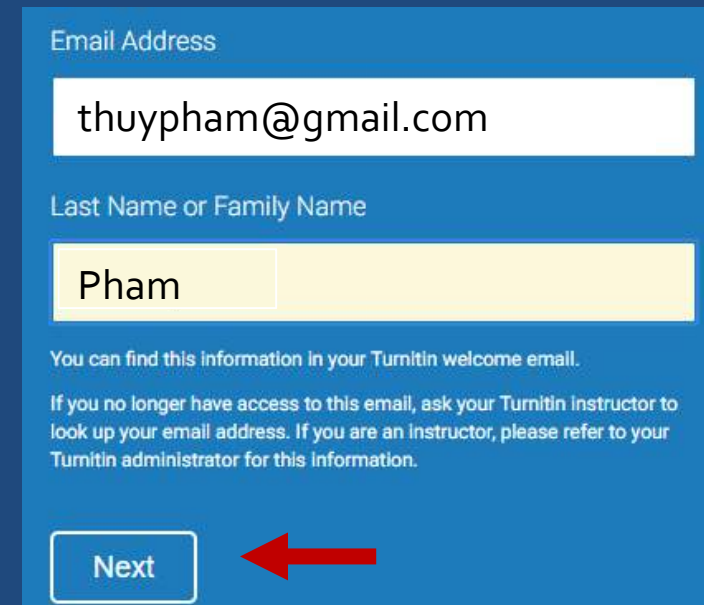 Email Address
thuypham@gmail.com
Last Name or Family Name
Pham
You can find this information in your Turnitin welcome email.
If you no longer have access to this email, ask your Turnitin instructor to
look up your email address. If you are an instructor, please refer to your
Turnitin administrator for this information.
Next